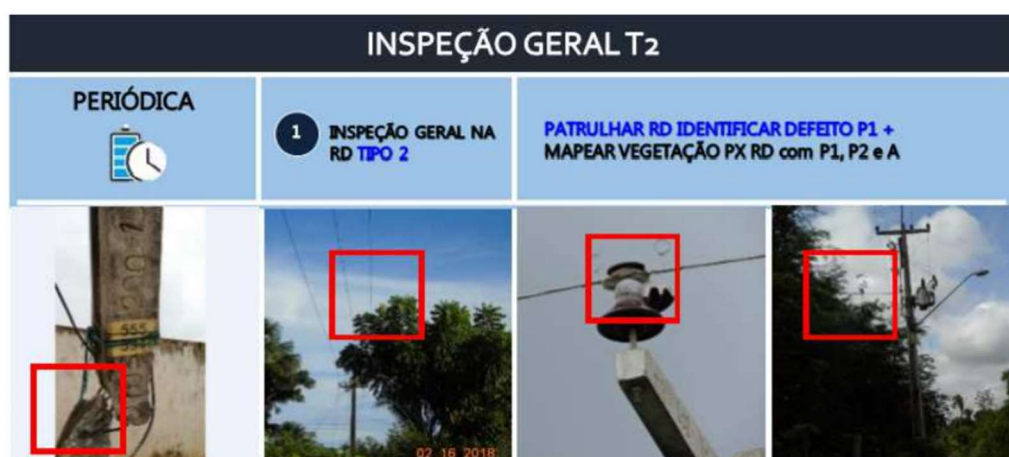 INSPEÇÃO GERAL T2
PERIÓDICA
1
INSPEÇÃO GERAL NA
RD TIPO 2
PATRULHAR RD IDENTIFICAR DEFEITO P1 +
MAPEAR VEGETAÇÃO PX RD com P1, P2 e A
555
02 16 2018